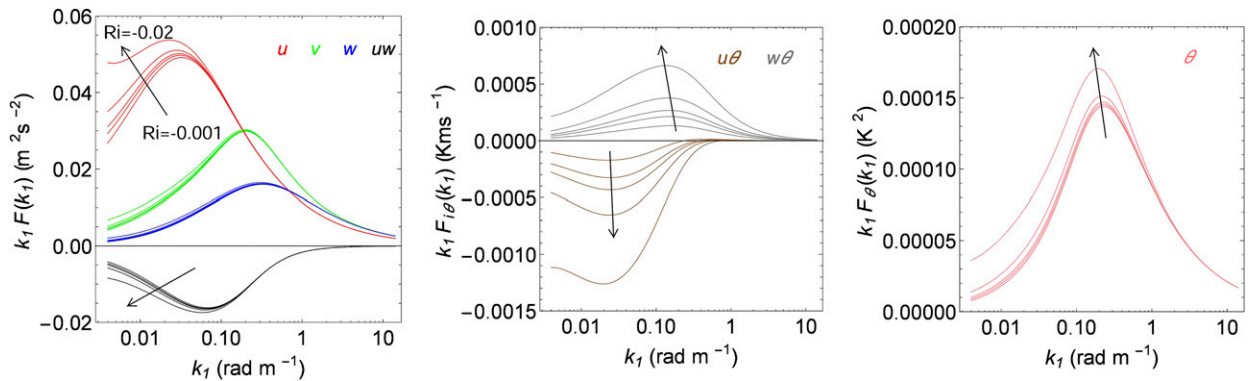 0.06
0.04
0.02
0.00
−0.02
k₁ F(k₁) (m² s⁻²)
Ri=-0.02
Ri=-0.001
u v w uw
0.01 0.10 1 10
k₁ (rad m⁻¹)
0.0010
0.0005
0.0000
−0.0005
−0.0010
−0.0015
k₁ Fᵢθ(k₁) (Kms⁻¹)
uθ wθ
0.01 0.10 1 10
k₁ (rad m⁻¹)
0.00020
0.00015
0.00010
0.00005
0.00000
k₁ Fθ(k₁) (K²)
θ
0.01 0.10 1 10
k₁ (rad m⁻¹)